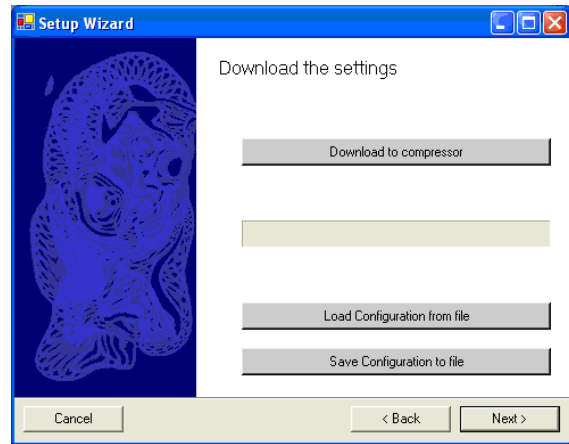 Setup Wizard
Download the settings
Download to compressor
Load Configuration from file
Save Configuration to file
Cancel
< Back
Next >